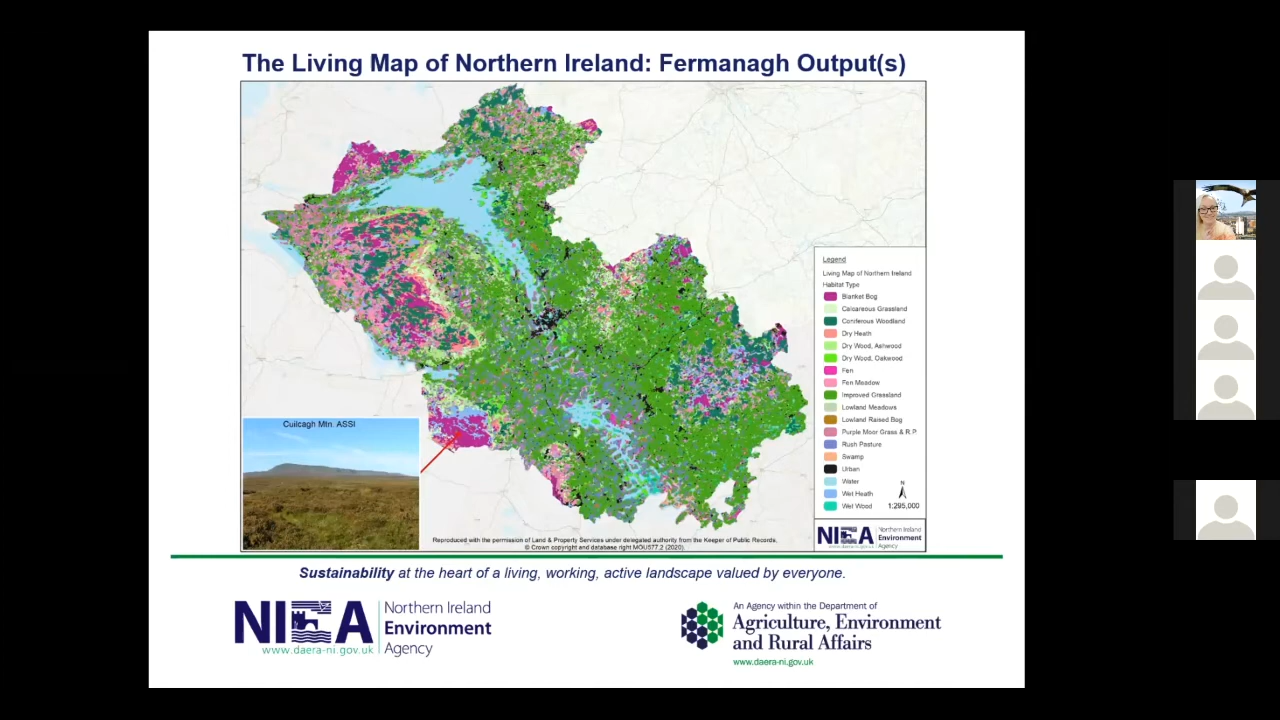 The Living Map of Northern Ireland: Fermanagh Output(s)
Legend
Living Map of Northern Ireland
Habitat Type
Blanket Bog
Calcareous Grassland
Coniferous Woodland
Dry Heath
Dry Wood, Ashwood
Dry Wood, Oakwood
Fen
Fen Meadow
Improved Grassland
Lowland Meadows
Lowland Raised Bog
Purple Moor Grass & R.P
Rush Pasture
Swamp
Urban
Water
Wet Heath
Wet Wood
N
1:295,000
Cuilcagh Mtn. ASSI
Reproduced with the permission of Land & Property Services under delegated authority from the Keeper of Public Records,
© Crown copyright and database right MOU577.2 (2020).
NIEA
Northern Ireland
Environment
Agency
www.daera-ni.gov.uk
Sustainability at the heart of a living, working, active landscape valued by everyone.
NIEA
www.daera-ni.gov.uk
Northern Ireland
Environment
Agency
An Agency within the Department of
Agriculture, Environment
and Rural Affairs
www.daera-ni.gov.uk